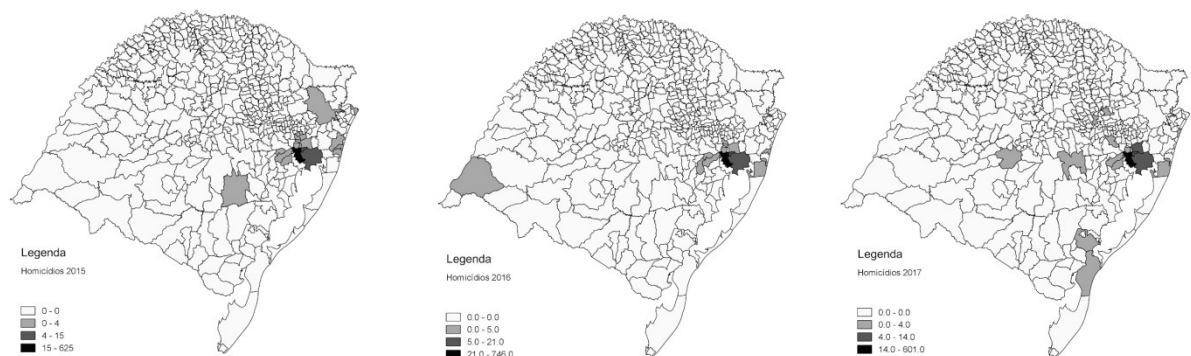 Legenda
Homicídios 2015
0 - 0
0 - 4
4 - 15
15 - 625
Legenda
Homicídios 2016
0.0 - 0.0
0.0 - 5.0
5.0 - 21.0
21.0 - 746.0
Legenda
Homicídios 2017
0.0 - 0.0
0.0 - 4.0
4.0 - 14.0
14.0 - 601.0